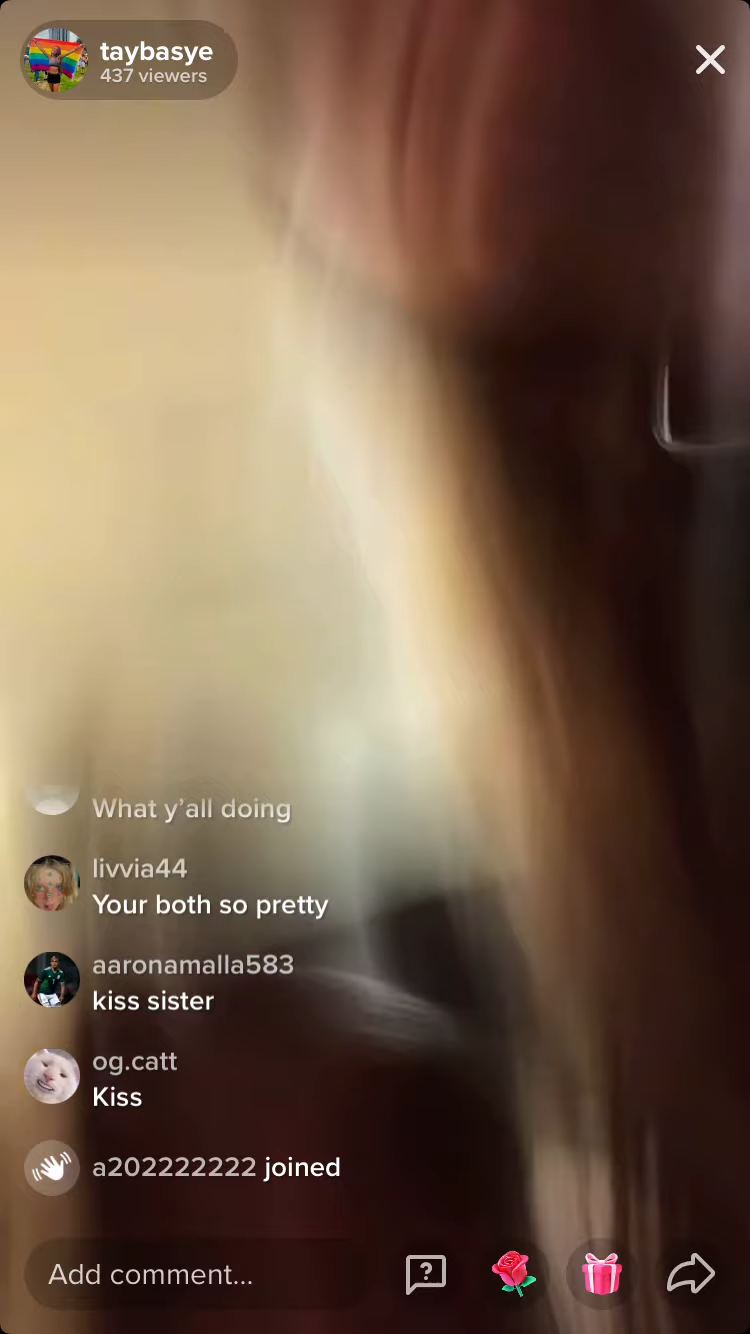 taybasye
437 viewers
What y'all doing
livvia44
Your both so pretty
aaronamalla583
kiss sister
og.catt
Kiss
a202222222 joined
Add comment...